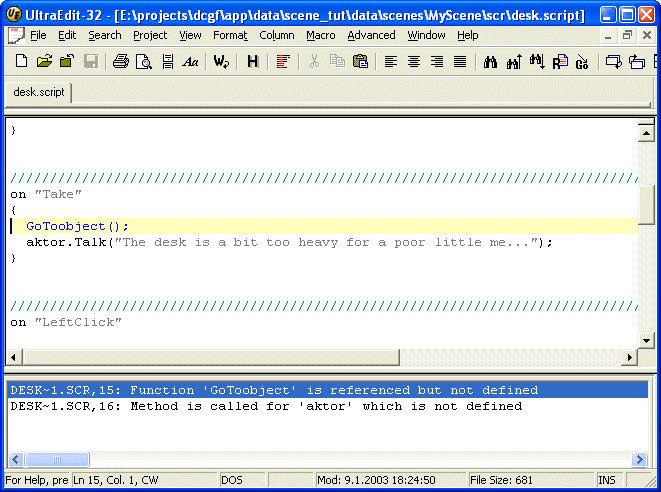 UltraEdit-32 - [E:\projects\dcgf\app\data\scene_tut\data\scenes\MyScene\scr\desk.script]
File Edit Search Project View Format Column Macro Advanced Window Help
Aa W H R Go
desk.script
}
////////////////////////////////////////////////////////////////////////////////
on "Take"
{
GoToobject();
aktor.Talk("The desk is a bit too heavy for a poor little me...");
}
////////////////////////////////////////////////////////////////////////////////
on "LeftClick"
DESK~1.SCR,15: Function 'GoToobject' is referenced but not defined
DESK~1.SCR,16: Method is called for 'aktor' which is not defined
For Help, pre Ln 15, Col. 1, CW DOS Mod: 9.1.2003 18:24:50 File Size: 681 INS